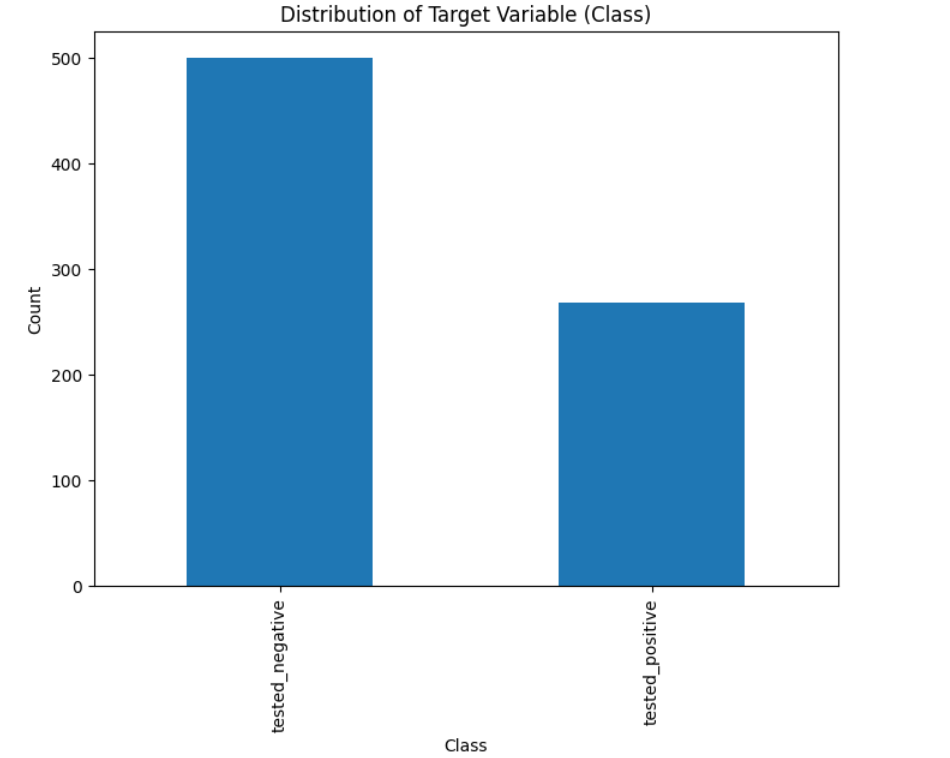 Distribution of Target Variable (Class)
500
400
300
200
100
0
Count
tested_negative
tested_positive
Class